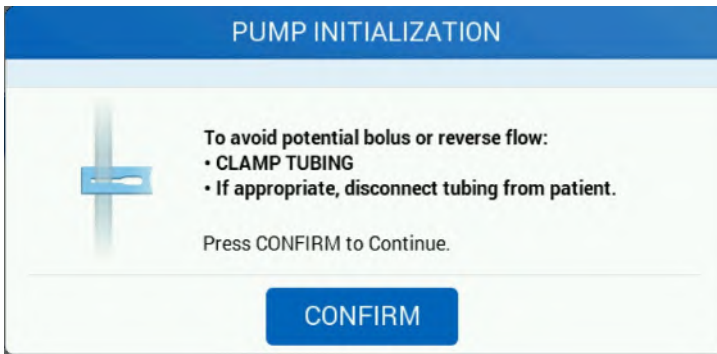 PUMP INITIALIZATION
To avoid potential bolus or reverse flow:
• CLAMP TUBING
• If appropriate, disconnect tubing from patient.
Press CONFIRM to Continue.
CONFIRM